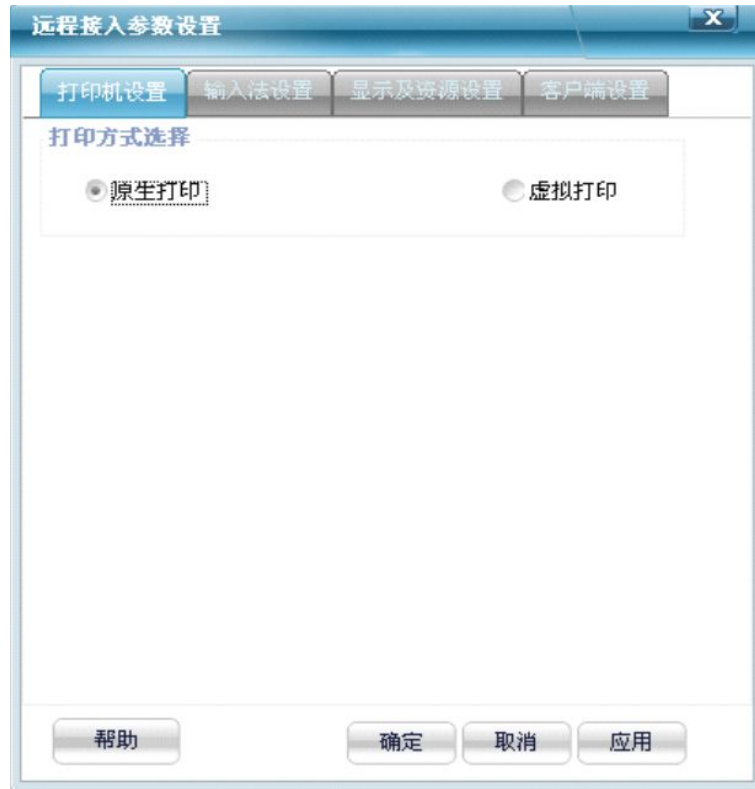 远程接入参数设置
打印机设置 输入法设置 显示及资源设置 客户端设置
打印方式选择
原生打印 虚拟打印
帮助 确定 取消 应用